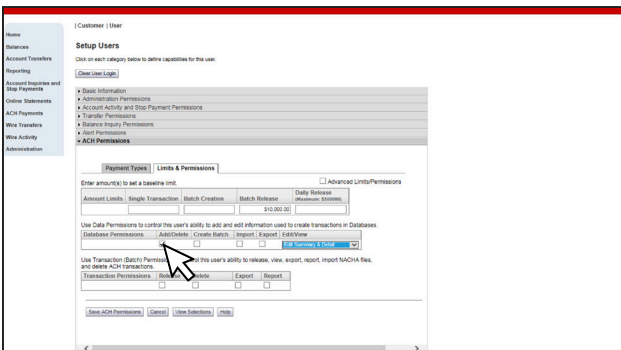 | Customer | User
Home
Balances
Account Transfers
Reporting
Account Inquiries and
Stop Payments
Online Statements
ACH Payments
Wire Transfers
Wire Activity
Administration
Setup Users
Click on each category below to define capabilities for this user.
Clear User Login
Basic Information
Administration Permissions
Account Activity and Stop Payment Permissions
Transfer Permissions
Balance Inquiry Permissions
Alert Permissions
ACH Permissions
Payment Types Limits & Permissions
Enter amount(s) to set a baseline limit. Advanced Limits/Permissions
Amount Limits Single Transaction Batch Creation Batch Release Daily Release
(Maximum: $99999B)
$10,000.00
Use Data Permissions to control this user's ability to add and edit information used to create transactions in Databases.
Database Permissions Add/Delete Create Batch Import Export Edit/View
Edit Summary & Detail
Use Transaction (Batch) Permissions control this user's ability to release, view, export, report, import NACHA files,
and delete ACH transactions.
Transaction Permissions Release Delete Export Report
Save ACH Permissions Cancel View Selections Help